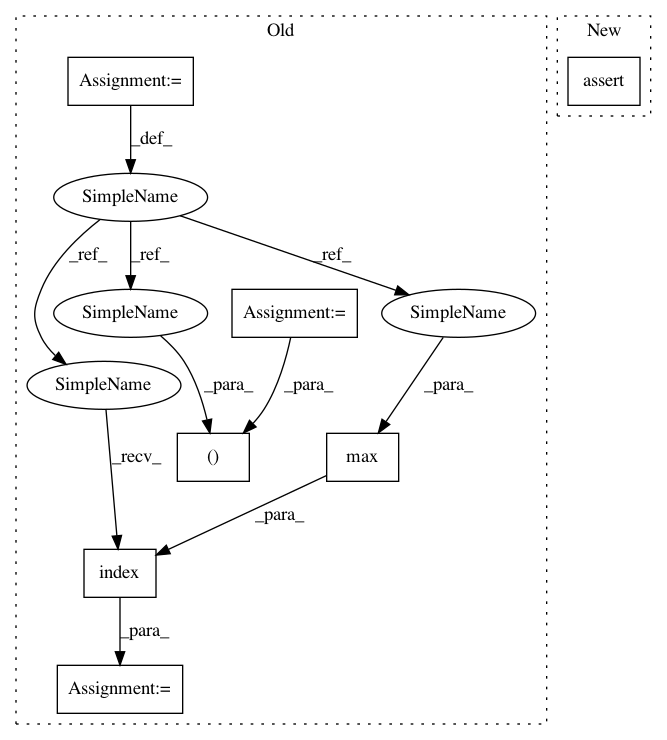 Old
New
Assignment:=
assert
_def_
SimpleName
_ref_
_ref_
_ref_
SimpleName
Assignment:=
SimpleName
SimpleName
_para_
_para_
_para_
_recv_
()
max
_para_
index
_para_
Assignment:=